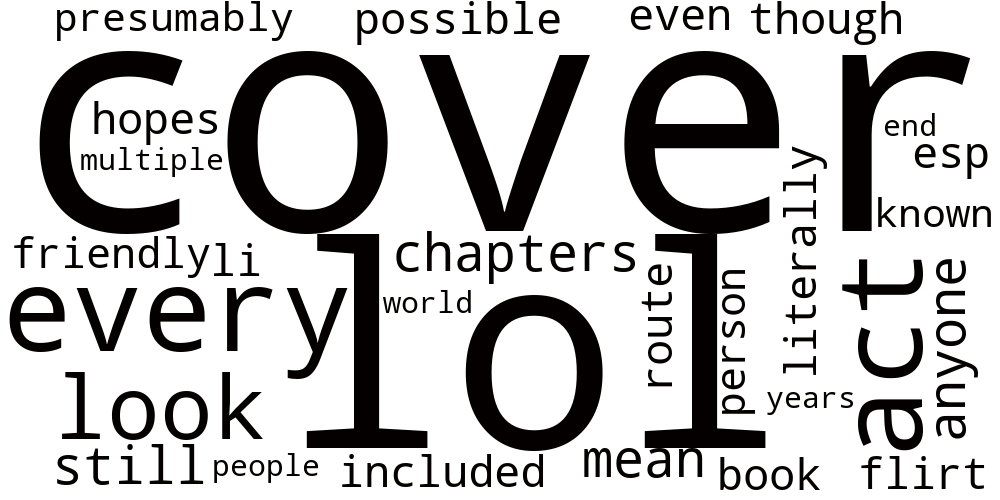 presumably
possible
even
though
cover
hopes
multiple
end
esp
literally
known
friendly
li
chapters
every
world
lol
route
person
act
anyone
look
years
still
people
included
mean
book
flirt